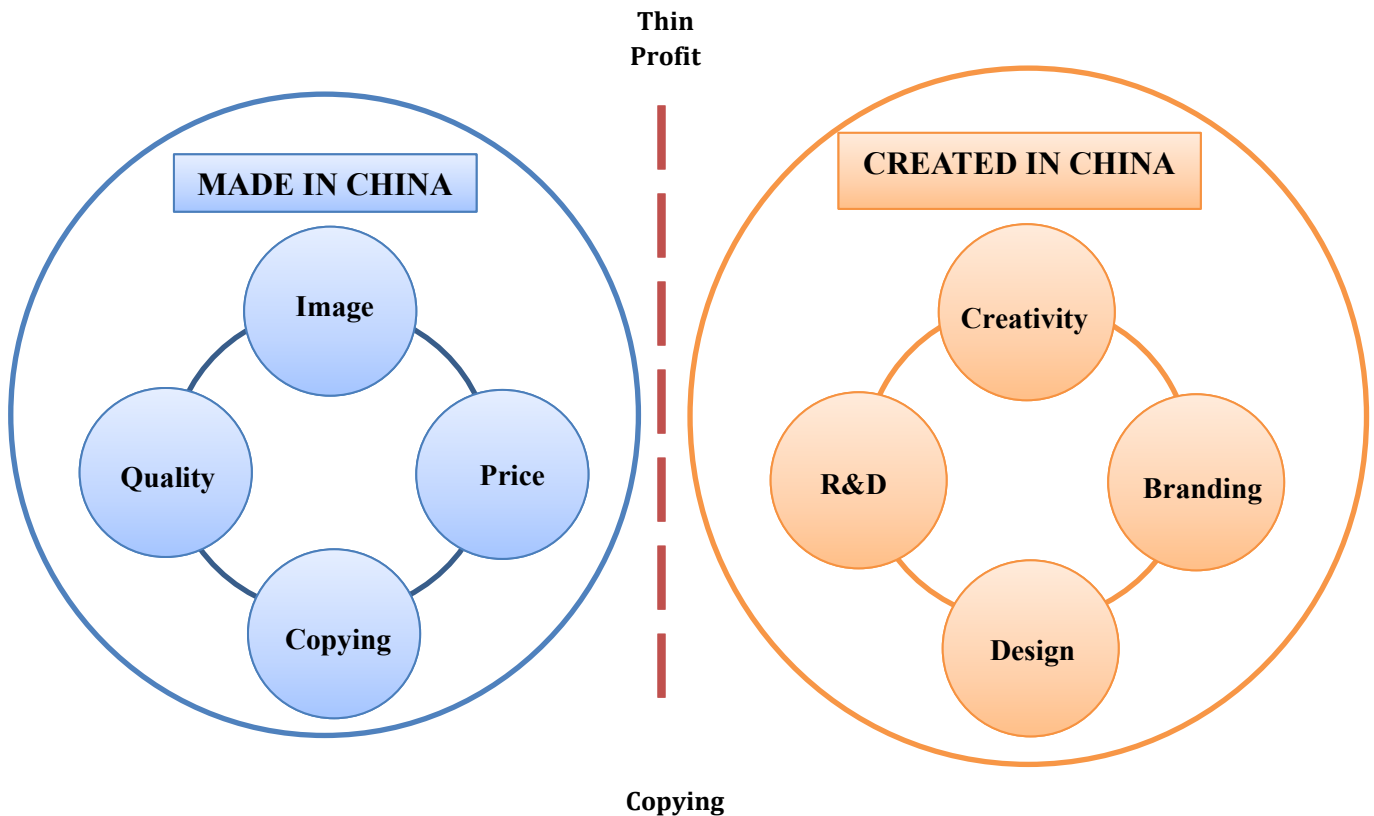 Thin
Profit
MADE IN CHINA
Image
Quality
Price
Copying
CREATED IN CHINA
Creativity
R&D
Branding
Design
Copying